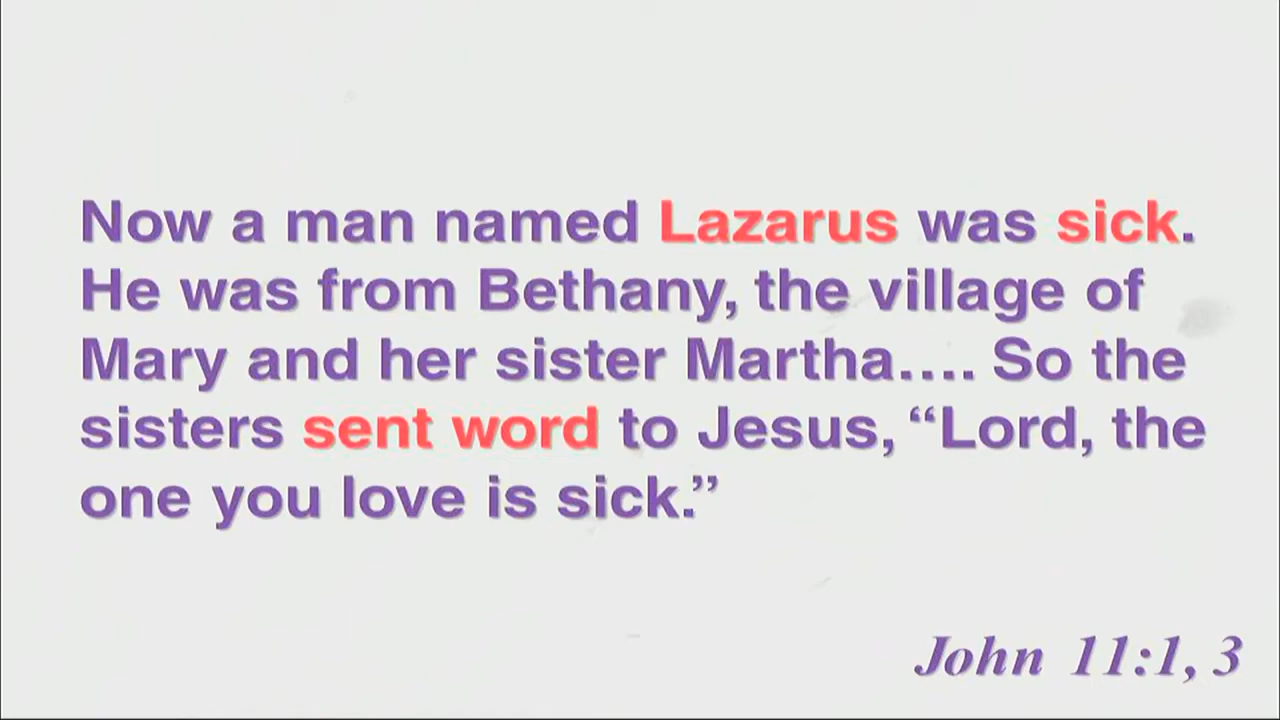 Now a man named Lazarus was sick.
He was from Bethany, the village of
Mary and her sister Martha.... So the
sisters sent word to Jesus, “Lord, the
one you love is sick.”
John 11:1, 3